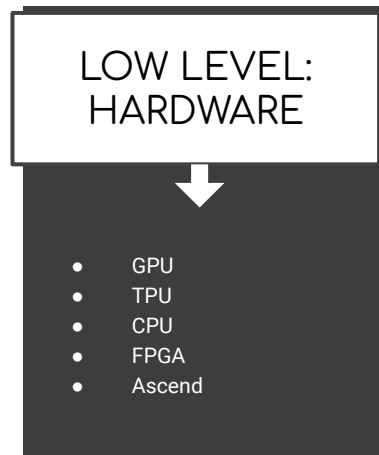 LOW LEVEL:
HARDWARE
● GPU
● TPU
● CPU
● FPGA
● Ascend